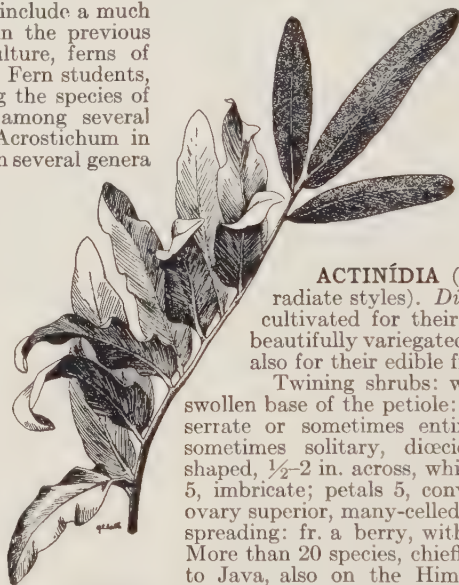 include a much
n the previous
ulture, ferns of
Fern students,
g the species of
among several
Acrostichum in
n several genera
ACTINÍDIA (
radiate styles). Di
cultivated for their
beautifully variegated
also for their edible f
Twining shrubs: w
swollen base of the petiole:
serrate or sometimes entir
sometimes solitary, diœcio
shaped, ½–2 in. across, whi
5, imbricate; petals 5, conv
ovary superior, many-celled
spreading: fr. a berry, with
More than 20 species, chiefl
to Java, also on the Him